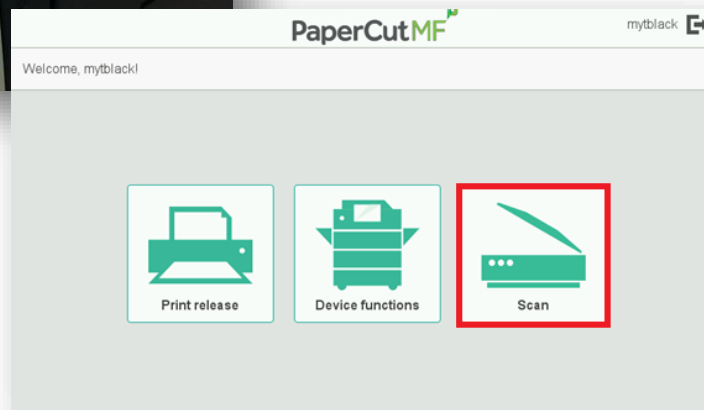 PaperCutMF
mytblack
Welcome, mytblack!
Print release
Device functions
Scan